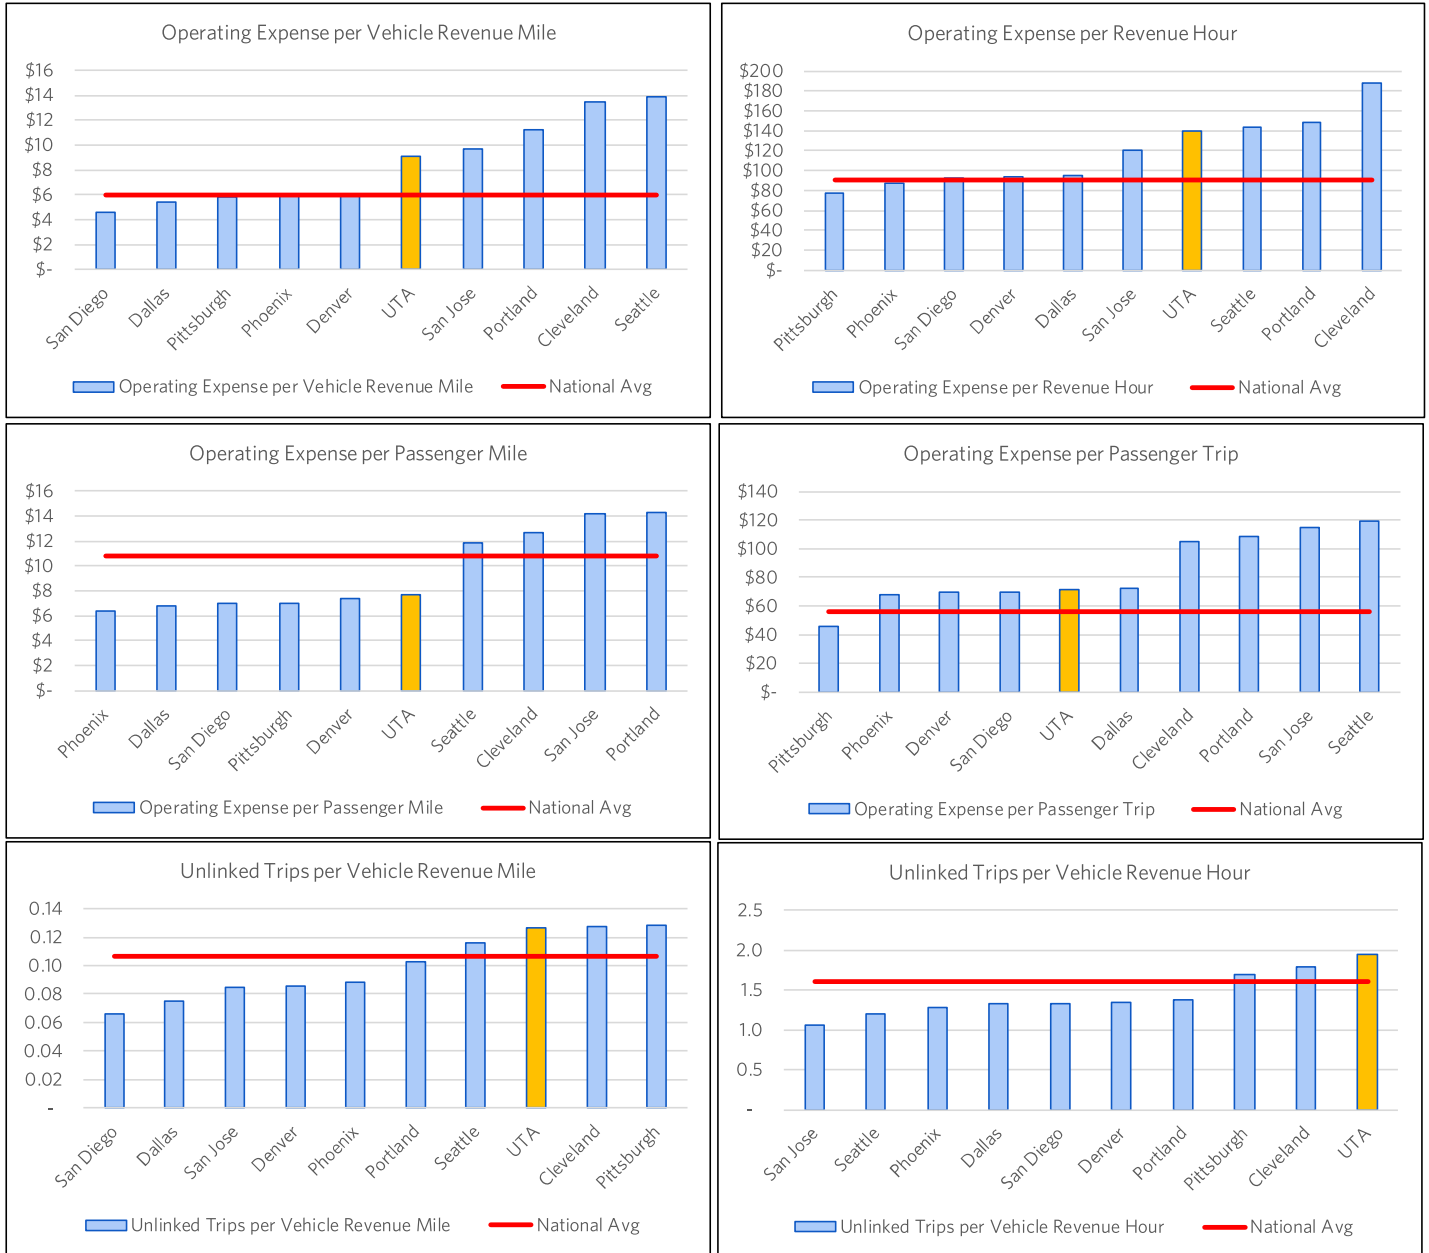 Operating Expense per Vehicle Revenue Mile
$16
$14
$12
$10
$8
$6
$4
$2
$-
San Diego
Dallas
Pittsburgh
Phoenix
Denver
UTA
San Jose
Portland
Cleveland
Seattle
Operating Expense per Vehicle Revenue Mile
National Avg
Operating Expense per Revenue Hour
$200
$180
$160
$140
$120
$100
$80
$60
$40
$20
$-
Pittsburgh
Phoenix
San Diego
Denver
Dallas
San Jose
UTA
Seattle
Portland
Cleveland
Operating Expense per Revenue Hour
National Avg
Operating Expense per Passenger Mile
$16
$14
$12
$10
$8
$6
$4
$2
$-
Phoenix
Dallas
San Diego
Pittsburgh
Denver
UTA
Seattle
Cleveland
San Jose
Portland
Operating Expense per Passenger Mile
National Avg
Operating Expense per Passenger Trip
$140
$120
$100
$80
$60
$40
$20
$-
Pittsburgh
Phoenix
Denver
San Diego
UTA
Dallas
Cleveland
Portland
San Jose
Seattle
Operating Expense per Passenger Trip
National Avg
Unlinked Trips per Vehicle Revenue Mile
0.14
0.12
0.10
0.08
0.06
0.04
0.02
-
San Diego
Dallas
San Jose
Denver
Phoenix
Portland
Seattle
UTA
Cleveland
Pittsburgh
Unlinked Trips per Vehicle Revenue Mile
National Avg
Unlinked Trips per Vehicle Revenue Hour
2.5
2.0
1.5
1.0
0.5
-
San Jose
Seattle
Phoenix
Dallas
San Diego
Denver
Portland
Pittsburgh
Cleveland
UTA
Unlinked Trips per Vehicle Revenue Hour
National Avg